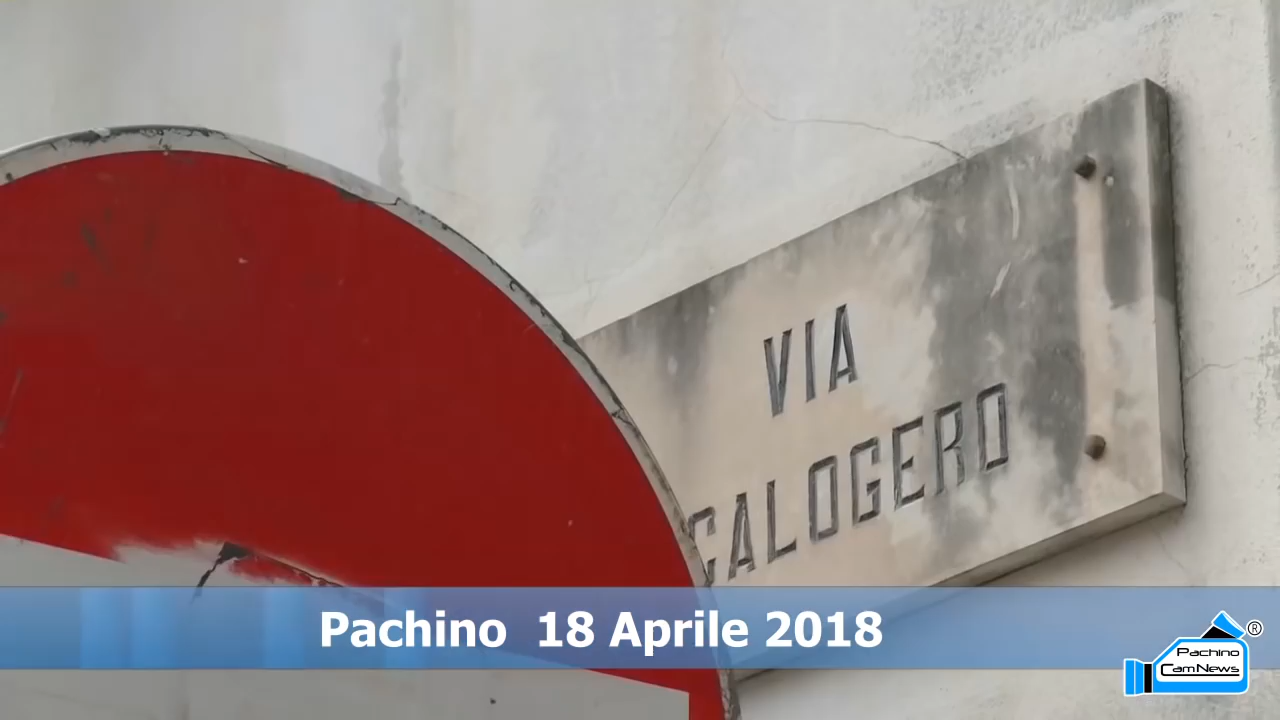 VIA
CALOGERO
Pachino 18 Aprile 2018
Pachino
CamNews
®